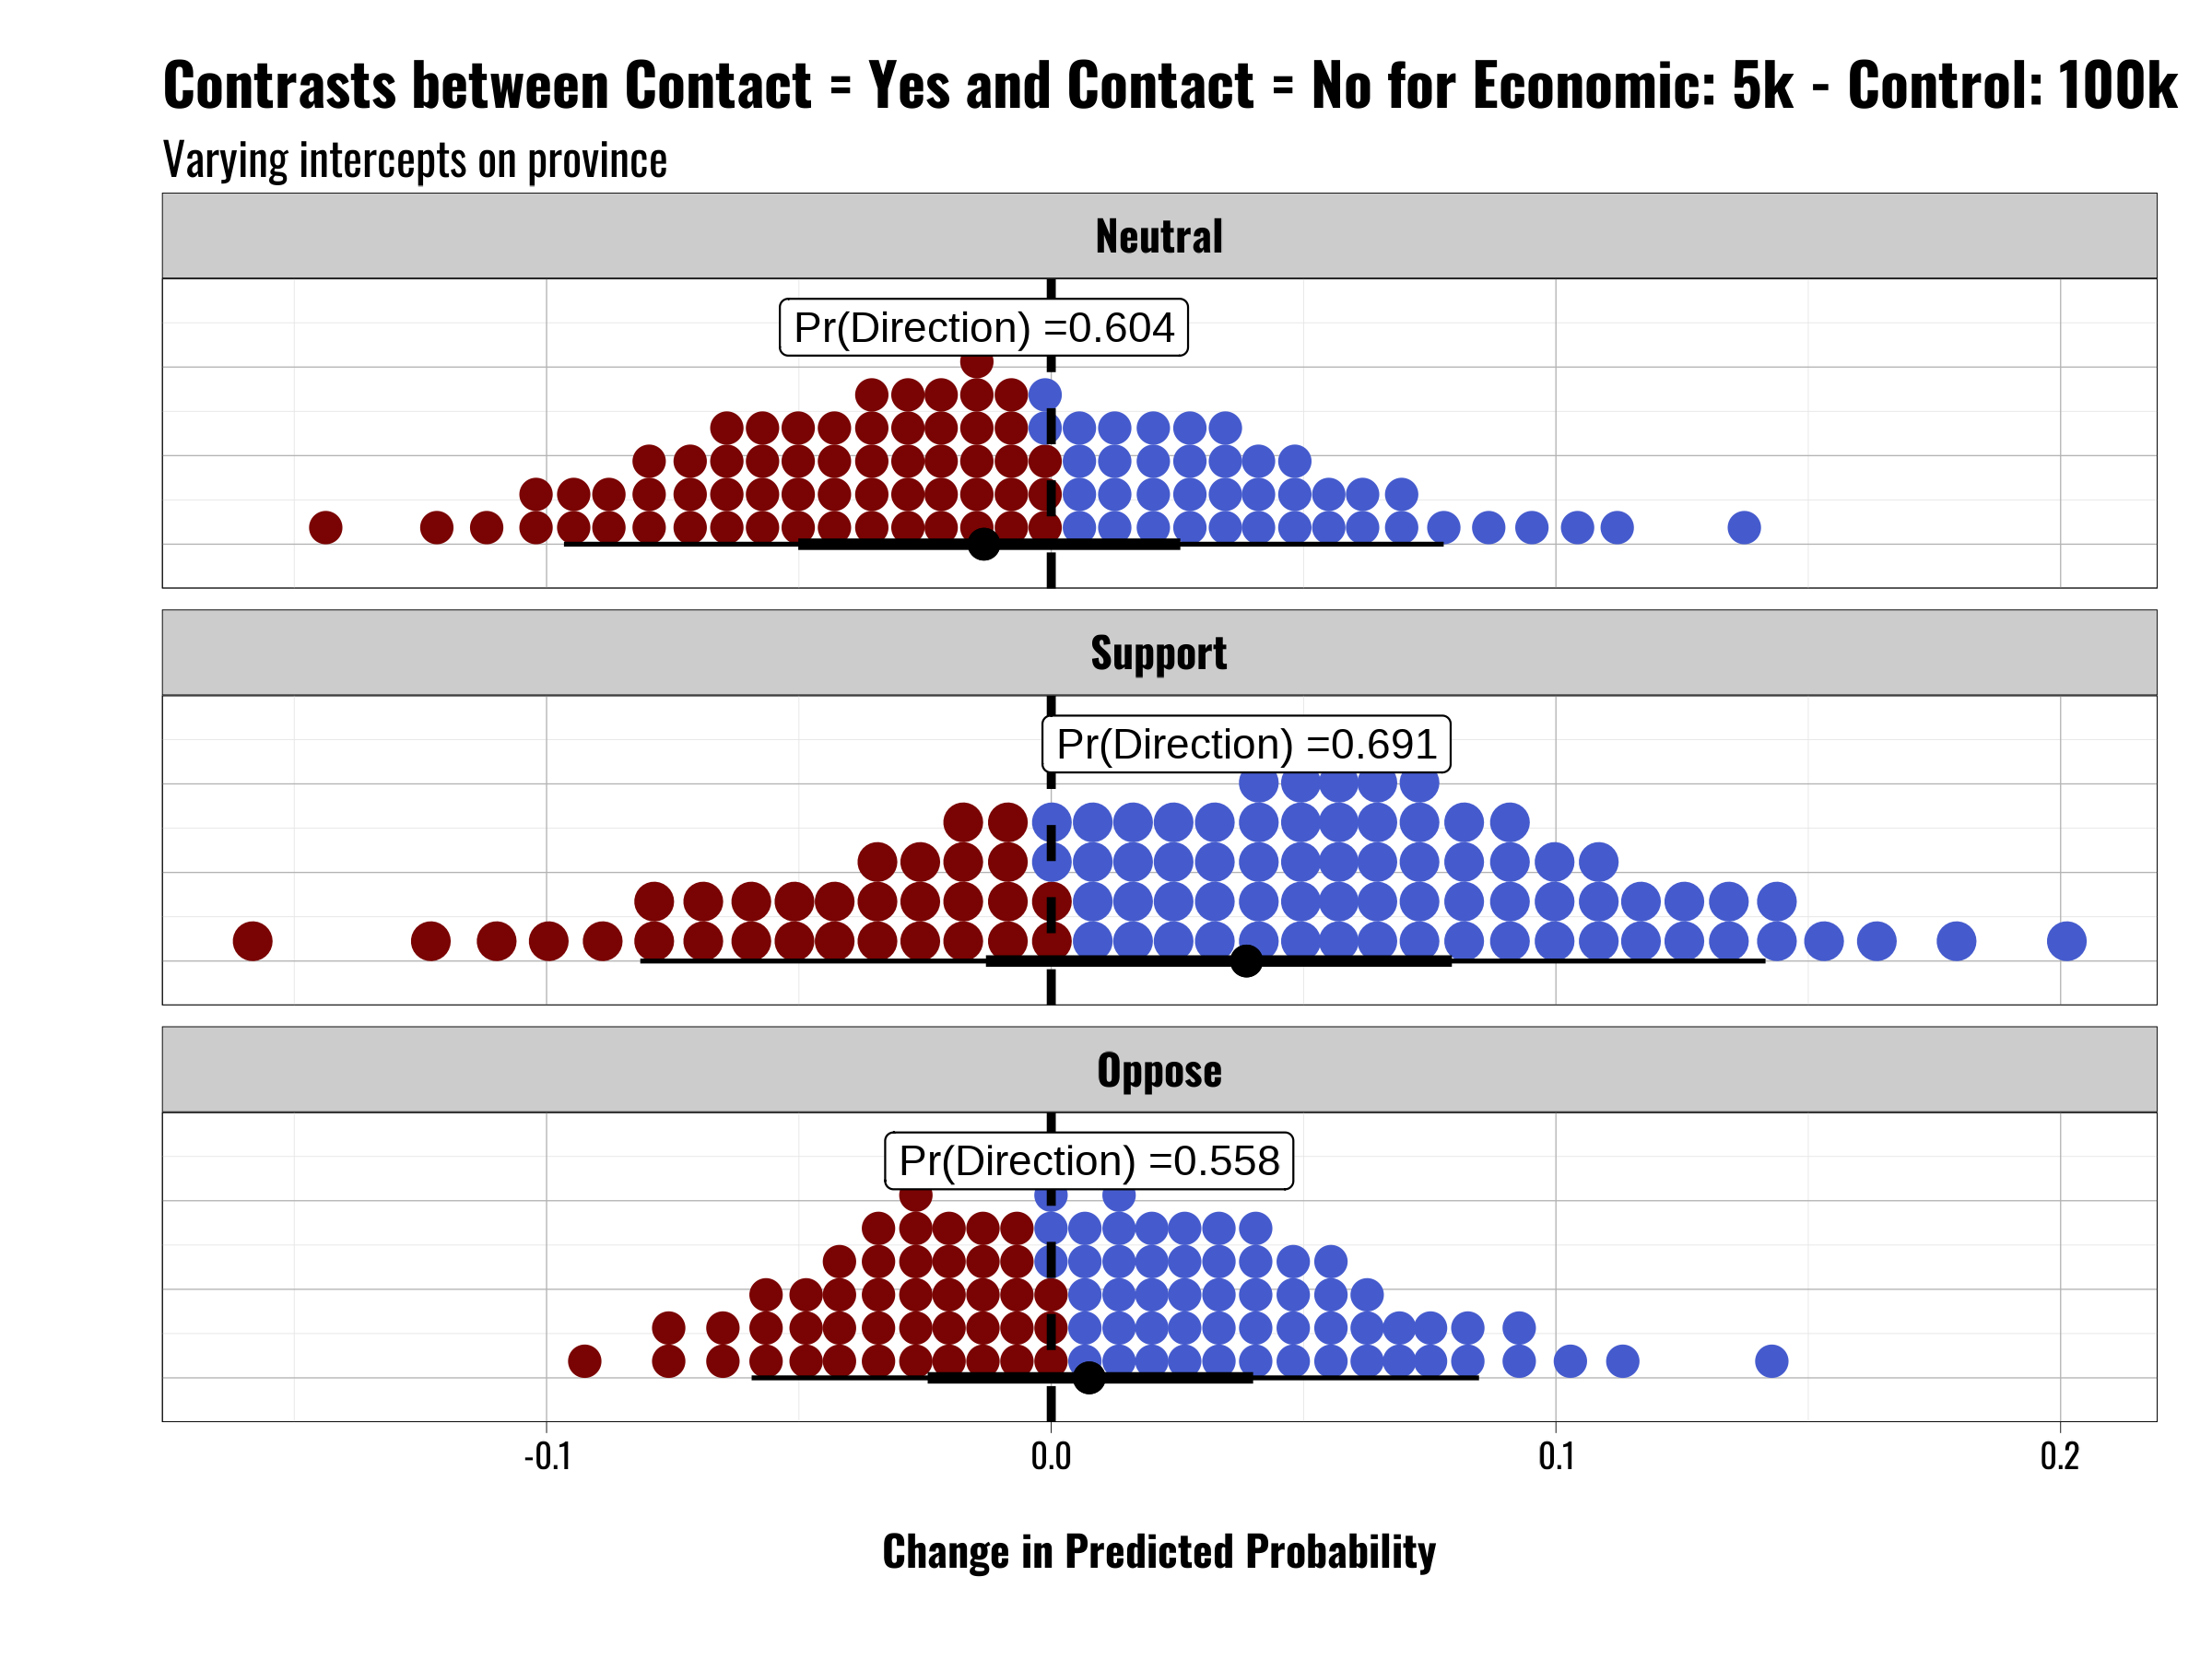 Contrasts between Contact = Yes and Contact = No for Economic: 5k - Control: 100k
Varying intercepts on province
Neutral
Pr(Direction) =0.604
Support
Pr(Direction) =0.691
Oppose
Pr(Direction) =0.558
-0.1 0.0 0.1 0.2
Change in Predicted Probability